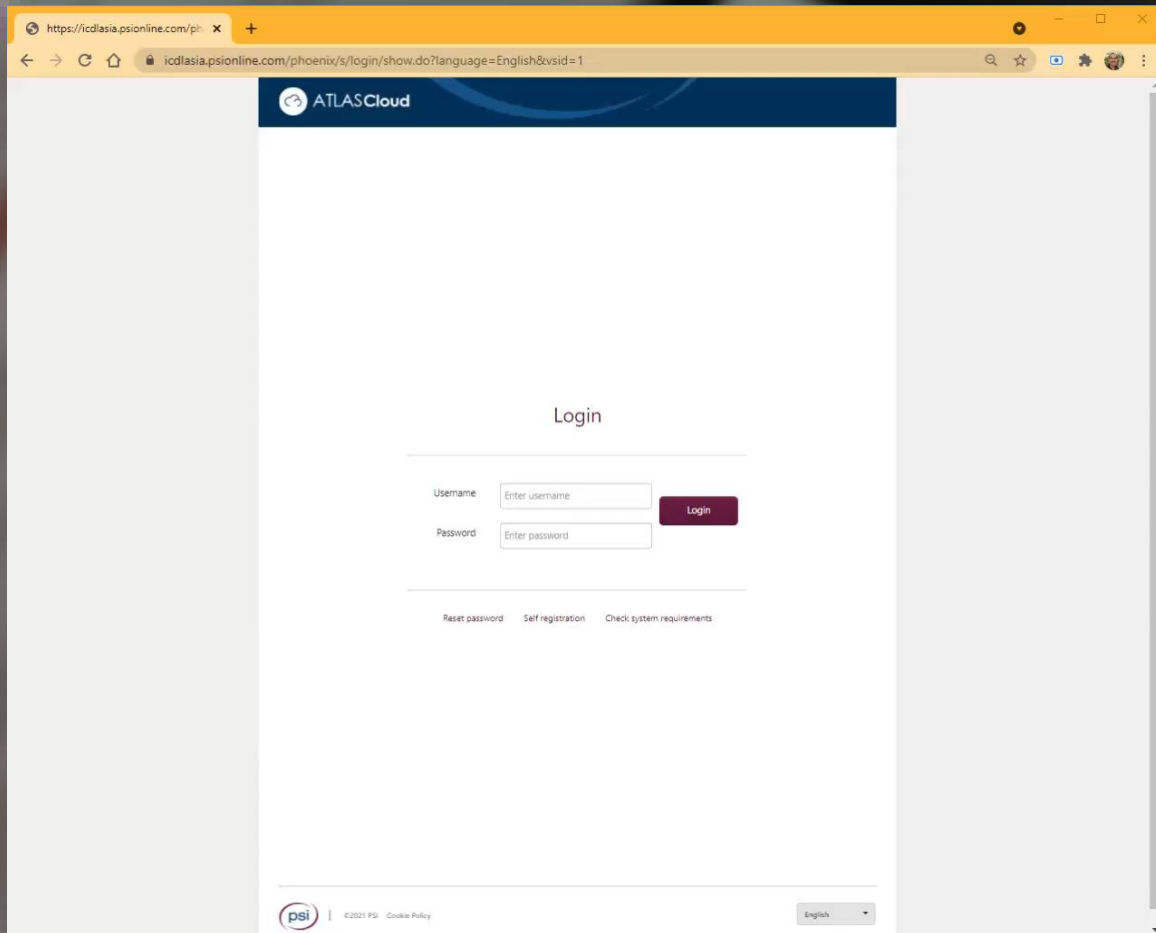 https://icdlasia.psionline.com/ph
icdlasia.psionline.com/phoenix/s/login/show.do?language=English&vsid=1
ATLASCloud
Login
Username
Enter username
Login
Password
Enter password
Reset password Self registration Check system requirements
psi | ©2021 PSI Cookie Policy English